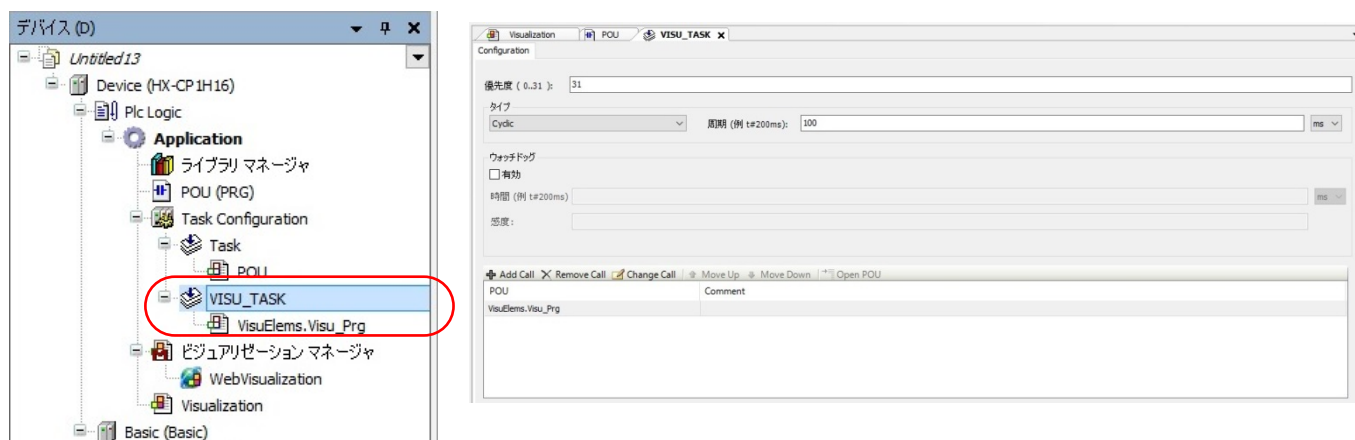 デバイス (D)
Untitled13
Device (HX-CP1H16)
Plc Logic
Application
ライブラリ マネージャ
POU (PRG)
Task Configuration
Task
POU
VISU_TASK
VisuElems.Visu_Prg
ビジュアリゼーション マネージャ
WebVisualization
Visualization
Basic (Basic)
Visualization POU VISU_TASK
Configuration
優先度 ( 0..31 ): 31
タイプ
Cyclic 周期 (例 t#200ms): 100 ms
ウォッチドッグ
有効
時間 (例 t#200ms) ms
感度:
Add Call Remove Call Change Call Move Up Move Down Open POU
POU Comment
VisuElems.Visu_Prg